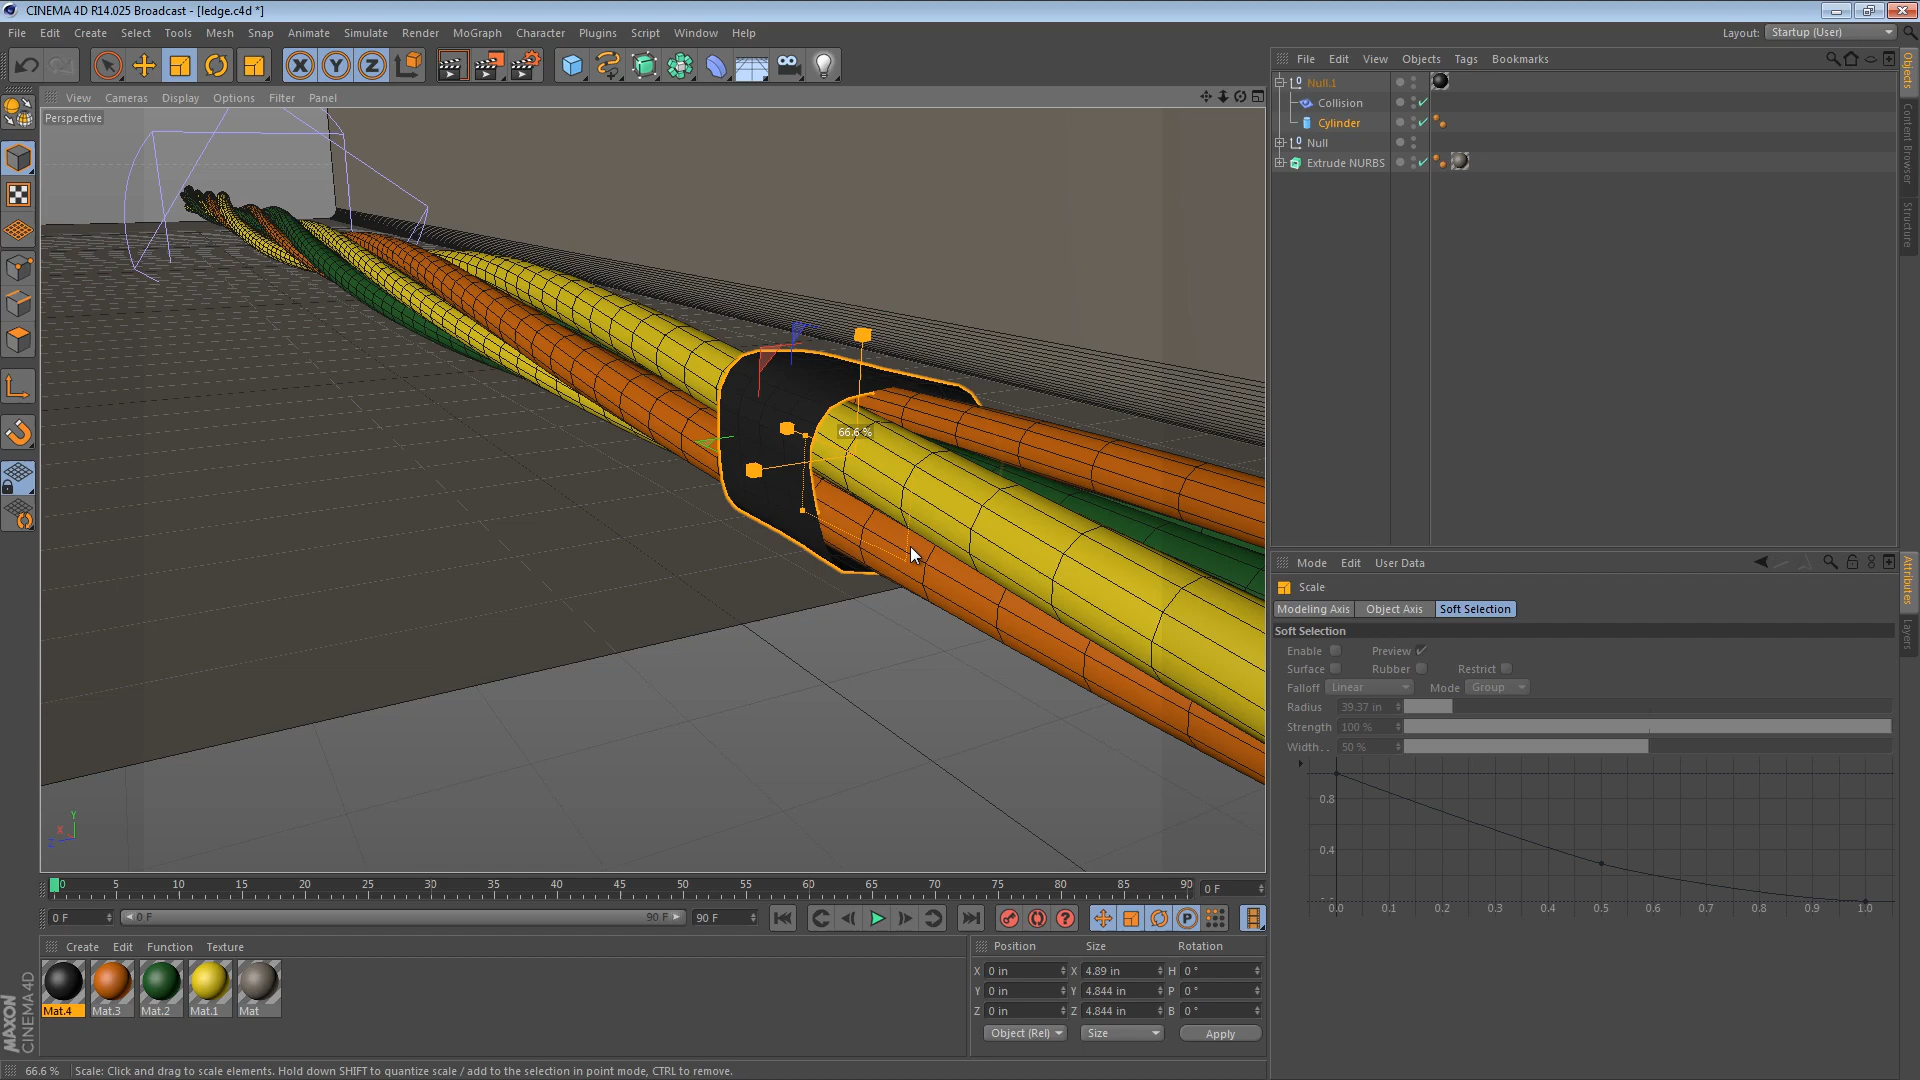 CINEMA 4D R14.025 Broadcast - [ledge.c4d *]
File Edit Create Select Tools Mesh Snap Animate Simulate Render MoGraph Character Plugins Script Window Help
Layout: Startup (User)
View Cameras Display Options Filter Panel
Perspective
66.6 %
Y
X
Z
File Edit View Objects Tags Bookmarks
Null.1
Collision
Cylinder
Null
Extrude NURBS
Objects
Content Browser
Structure
Mode Edit User Data
Scale
Modeling Axis Object Axis Soft Selection
Soft Selection
Enable Preview
Surface Rubber Restrict
Falloff Linear Mode Group
Radius 39.37 in
Strength 100 %
Width.. 50 %
0.8
0.4
0.0 0.1 0.2 0.3 0.4 0.5 0.6 0.7 0.8 0.9 1.0
Attributes
Layers
0 5 10 15 20 25 30 35 40 45 50 55 60 65 70 75 80 85 90 0 F
0 F 0 F 90 F 90 F
Create Edit Function Texture
Mat.4 Mat.3 Mat.2 Mat.1 Mat
Position Size Rotation
X 0 in X 4.89 in H 0 °
Y 0 in Y 4.844 in P 0 °
Z 0 in Z 4.844 in B 0 °
Object (Rel) Size Apply
MAXON
CINEMA 4D
66.6 % Scale: Click and drag to scale elements. Hold down SHIFT to quantize scale / add to the selection in point mode, CTRL to remove.